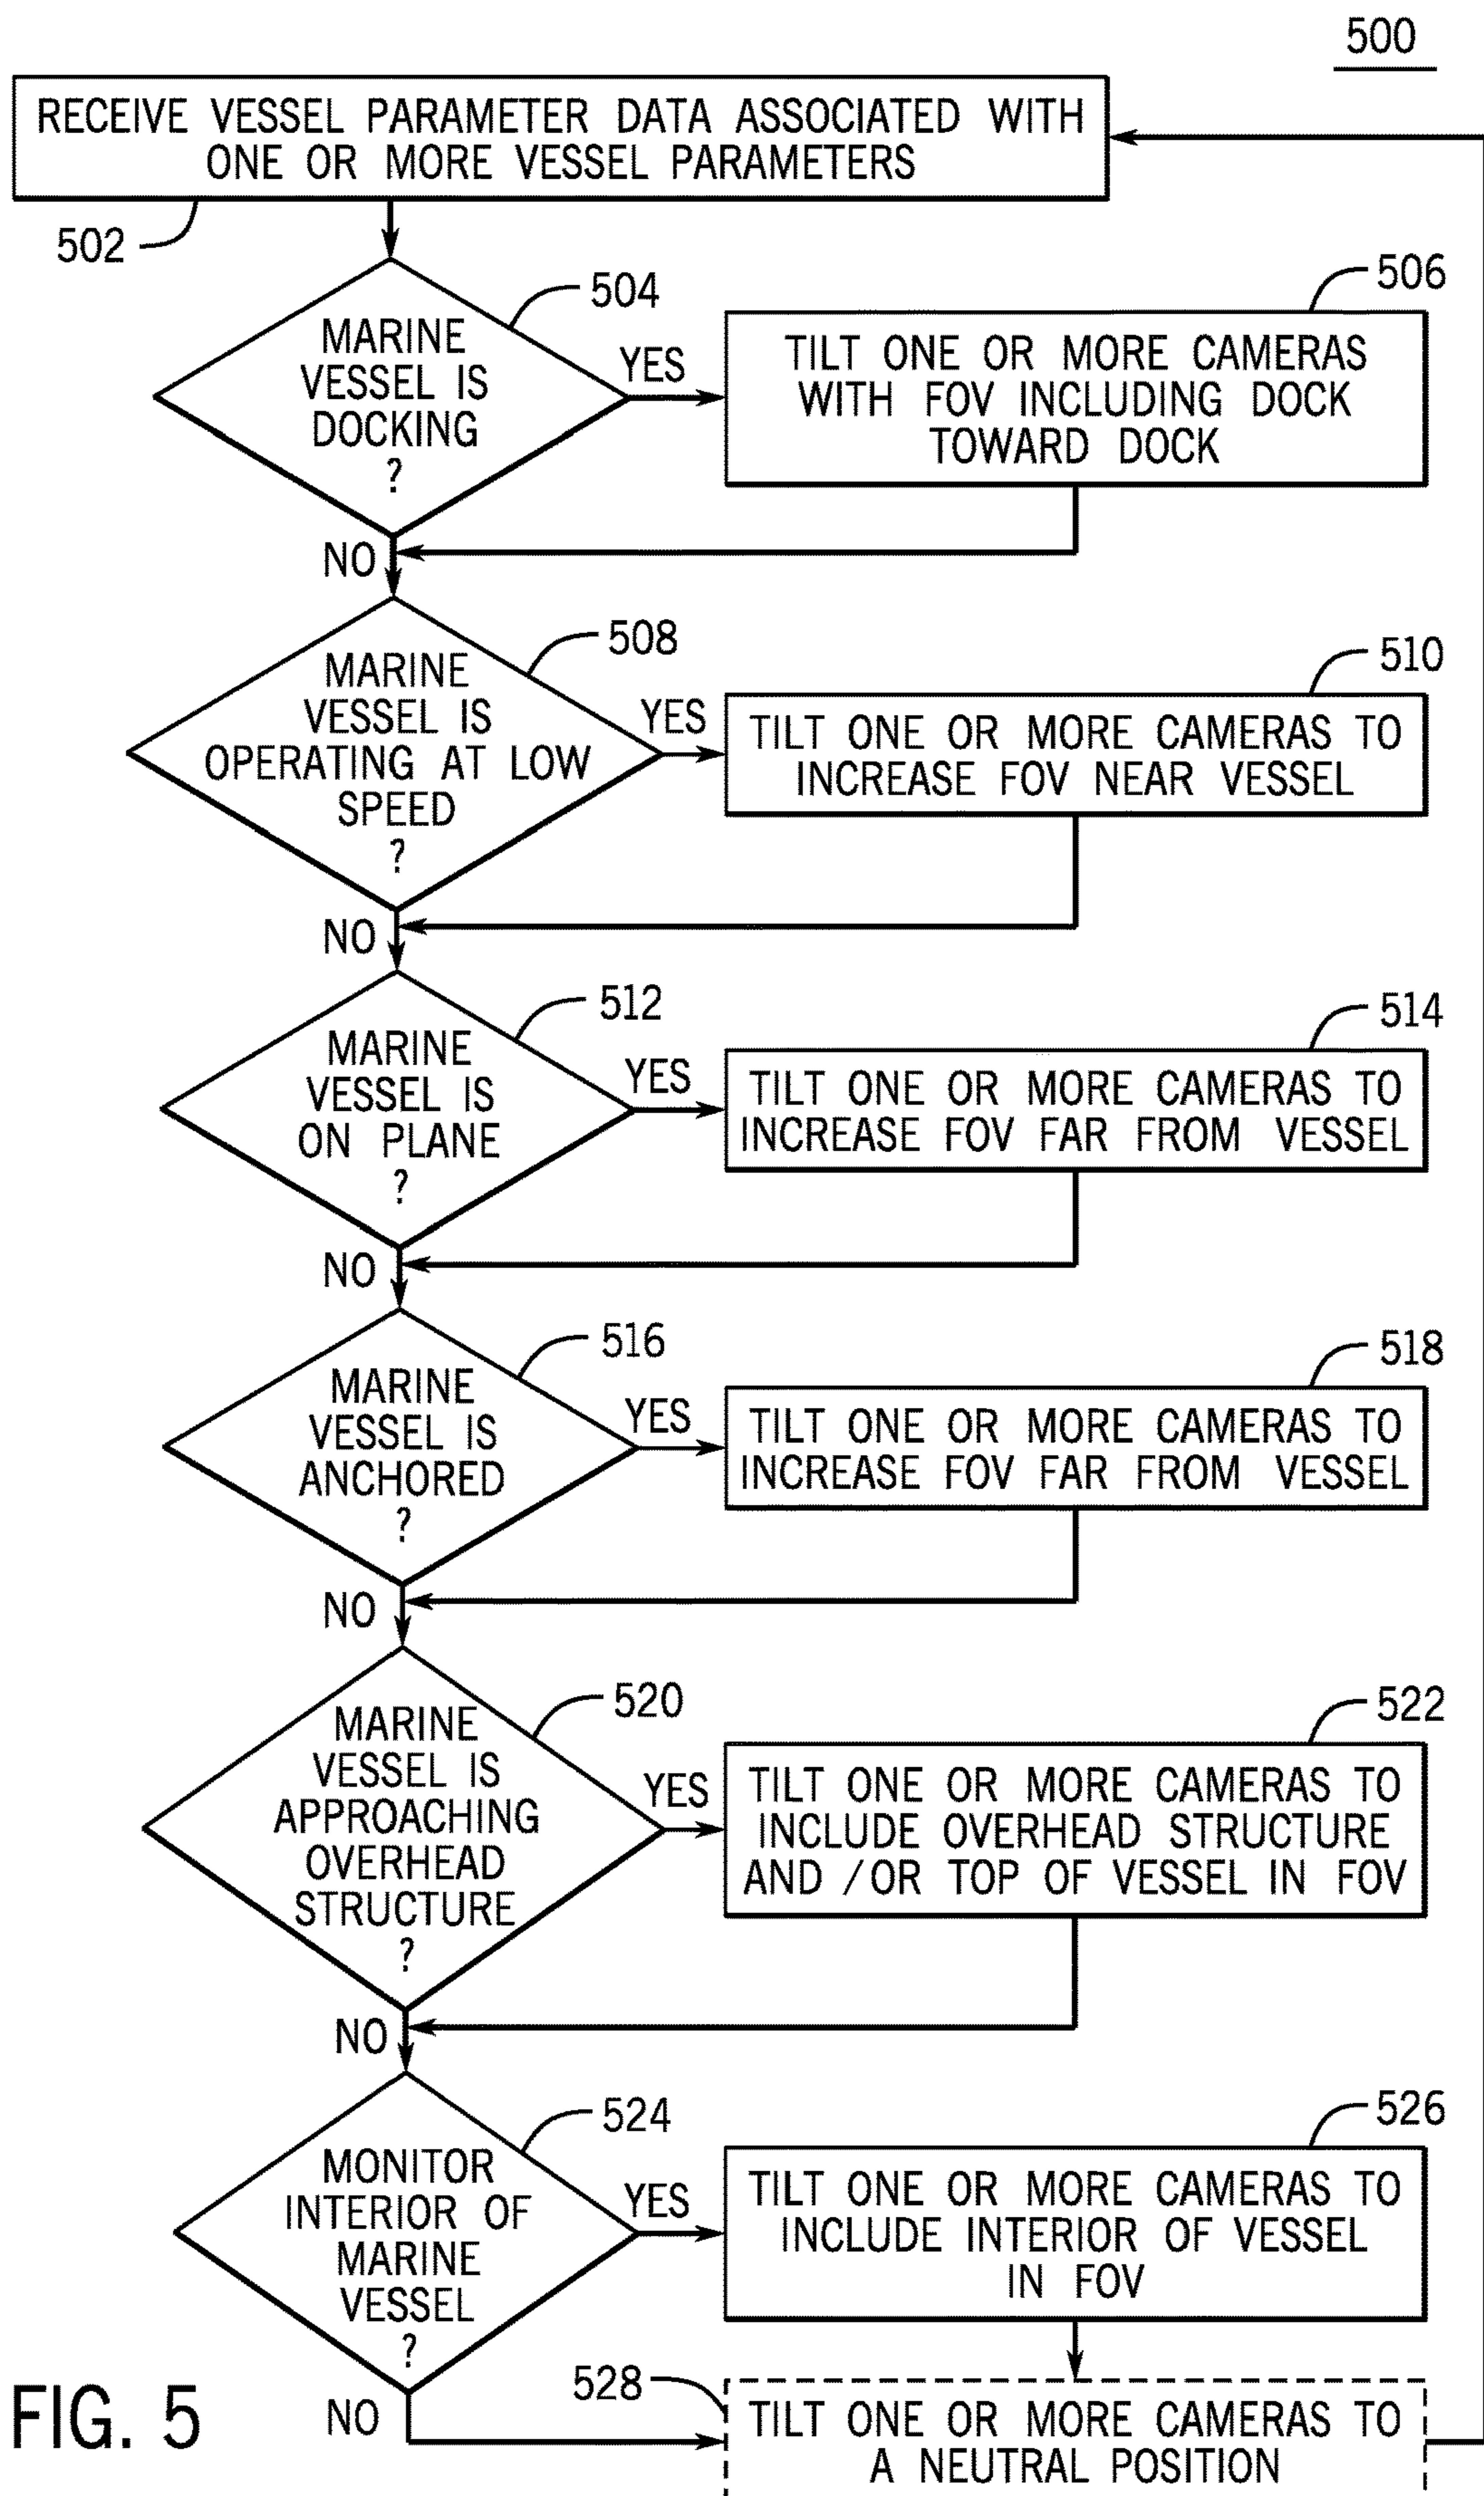 500
RECEIVE VESSEL PARAMETER DATA ASSOCIATED WITH
ONE OR MORE VESSEL PARAMETERS
502
504
MARINE
VESSEL IS
DOCKING
?
YES
506
TILT ONE OR MORE CAMERAS
WITH FOV INCLUDING DOCK
TOWARD DOCK
NO
508
MARINE
VESSEL IS
OPERATING AT LOW
SPEED
?
YES
510
TILT ONE OR MORE CAMERAS TO
INCREASE FOV NEAR VESSEL
NO
512
MARINE
VESSEL IS
ON PLANE
?
YES
514
TILT ONE OR MORE CAMERAS TO
INCREASE FOV FAR FROM VESSEL
NO
516
MARINE
VESSEL IS
ANCHORED
?
YES
518
TILT ONE OR MORE CAMERAS TO
INCREASE FOV FAR FROM VESSEL
NO
520
MARINE
VESSEL IS
APPROACHING
OVERHEAD
STRUCTURE
?
YES
522
TILT ONE OR MORE CAMERAS TO
INCLUDE OVERHEAD STRUCTURE
AND /OR TOP OF VESSEL IN FOV
NO
524
MONITOR
INTERIOR OF
MARINE
VESSEL
?
YES
526
TILT ONE OR MORE CAMERAS TO
INCLUDE INTERIOR OF VESSEL
IN FOV
NO
528
TILT ONE OR MORE CAMERAS TO
A NEUTRAL POSITION
FIG. 5